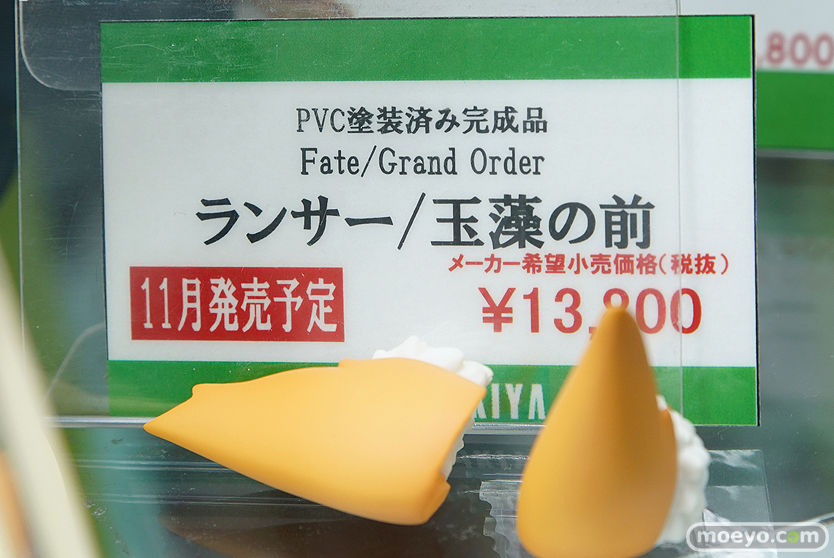 PVC塗装済み完成品
Fate/Grand Order
ランサー/玉藻の前
メーカー希望小売価格(税抜)
11月発売予定
,800
moeyo.com